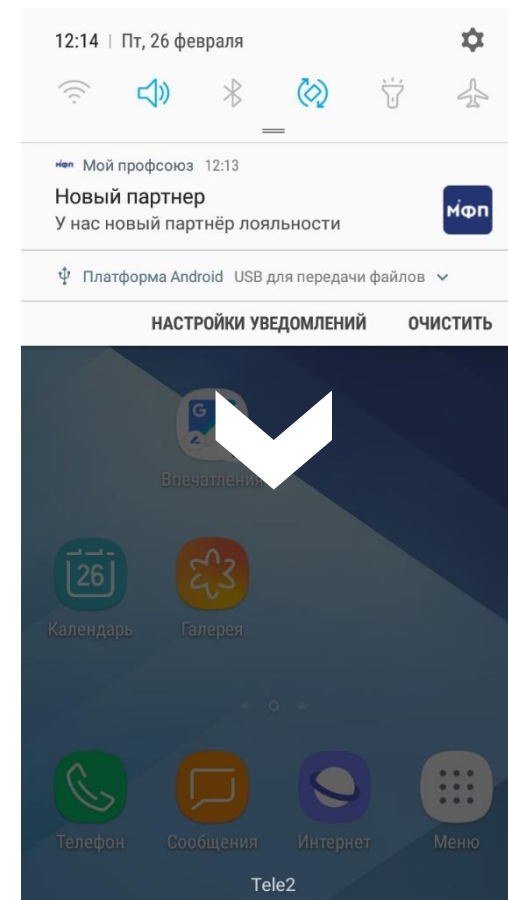 12:14 | Пт, 26 февраля
мфп Мой профсоюз 12:13
Новый партнер
У нас новый партнёр лояльности
мфп
Платформа Android USB для передачи файлов
НАСТРОЙКИ УВЕДОМЛЕНИЙ ОЧИСТИТЬ
G
Впечатления
26
Календарь Галерея
Телефон Сообщения Интернет Меню
Tele2